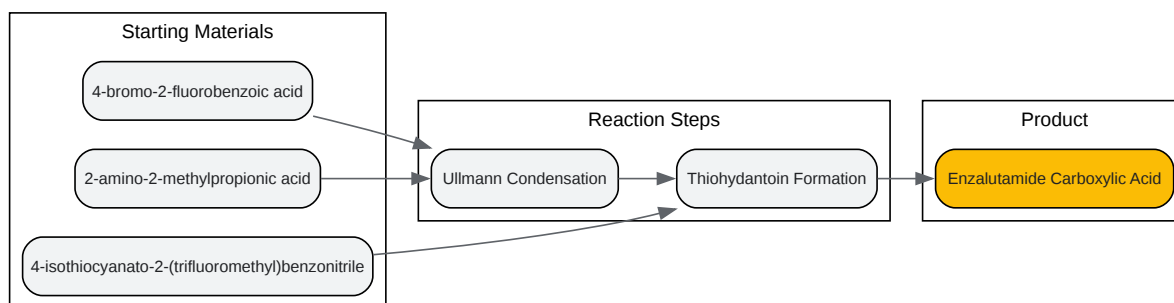 Starting Materials
4-bromo-2-fluorobenzoic acid
2-amino-2-methylpropionic acid
4-isothiocyanato-2-(trifluoromethyl)benzonitrile
Reaction Steps
Ullmann Condensation
Thiohydantoin Formation
Product
Enzalutamide Carboxylic Acid